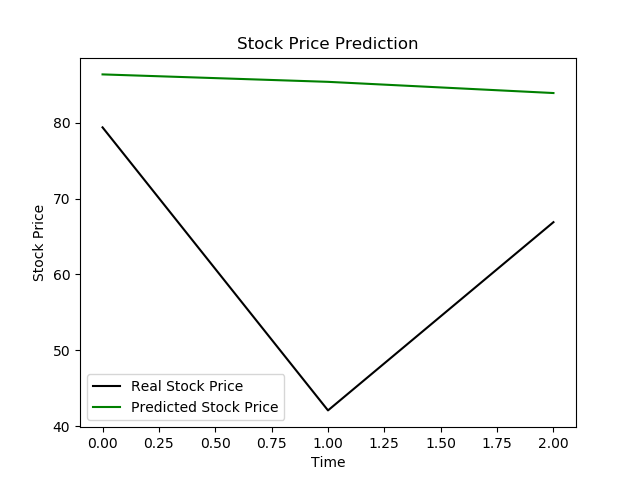 Stock Price Prediction
Stock Price
80
70
60
50
40
Real Stock Price
Predicted Stock Price
0.00 0.25 0.50 0.75 1.00 1.25 1.50 1.75 2.00
Time